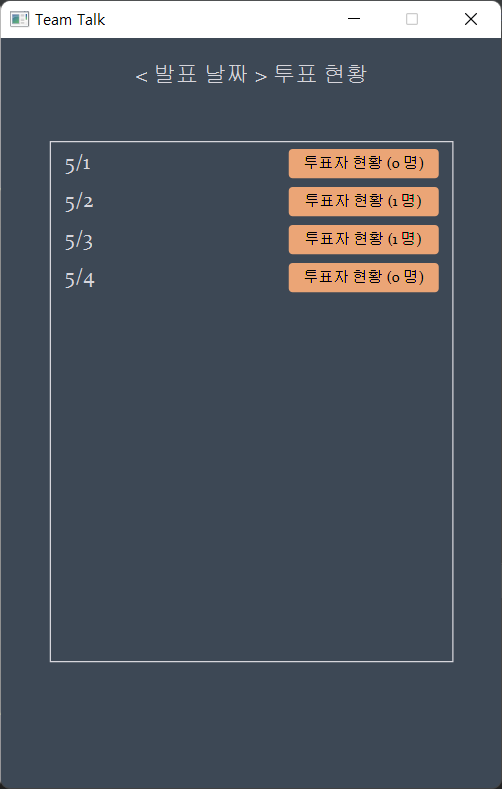 Team Talk
< 발표 날짜 > 투표 현황
5/1 투표자 현황 (0 명)
5/2 투표자 현황 (1 명)
5/3 투표자 현황 (1 명)
5/4 투표자 현황 (0 명)